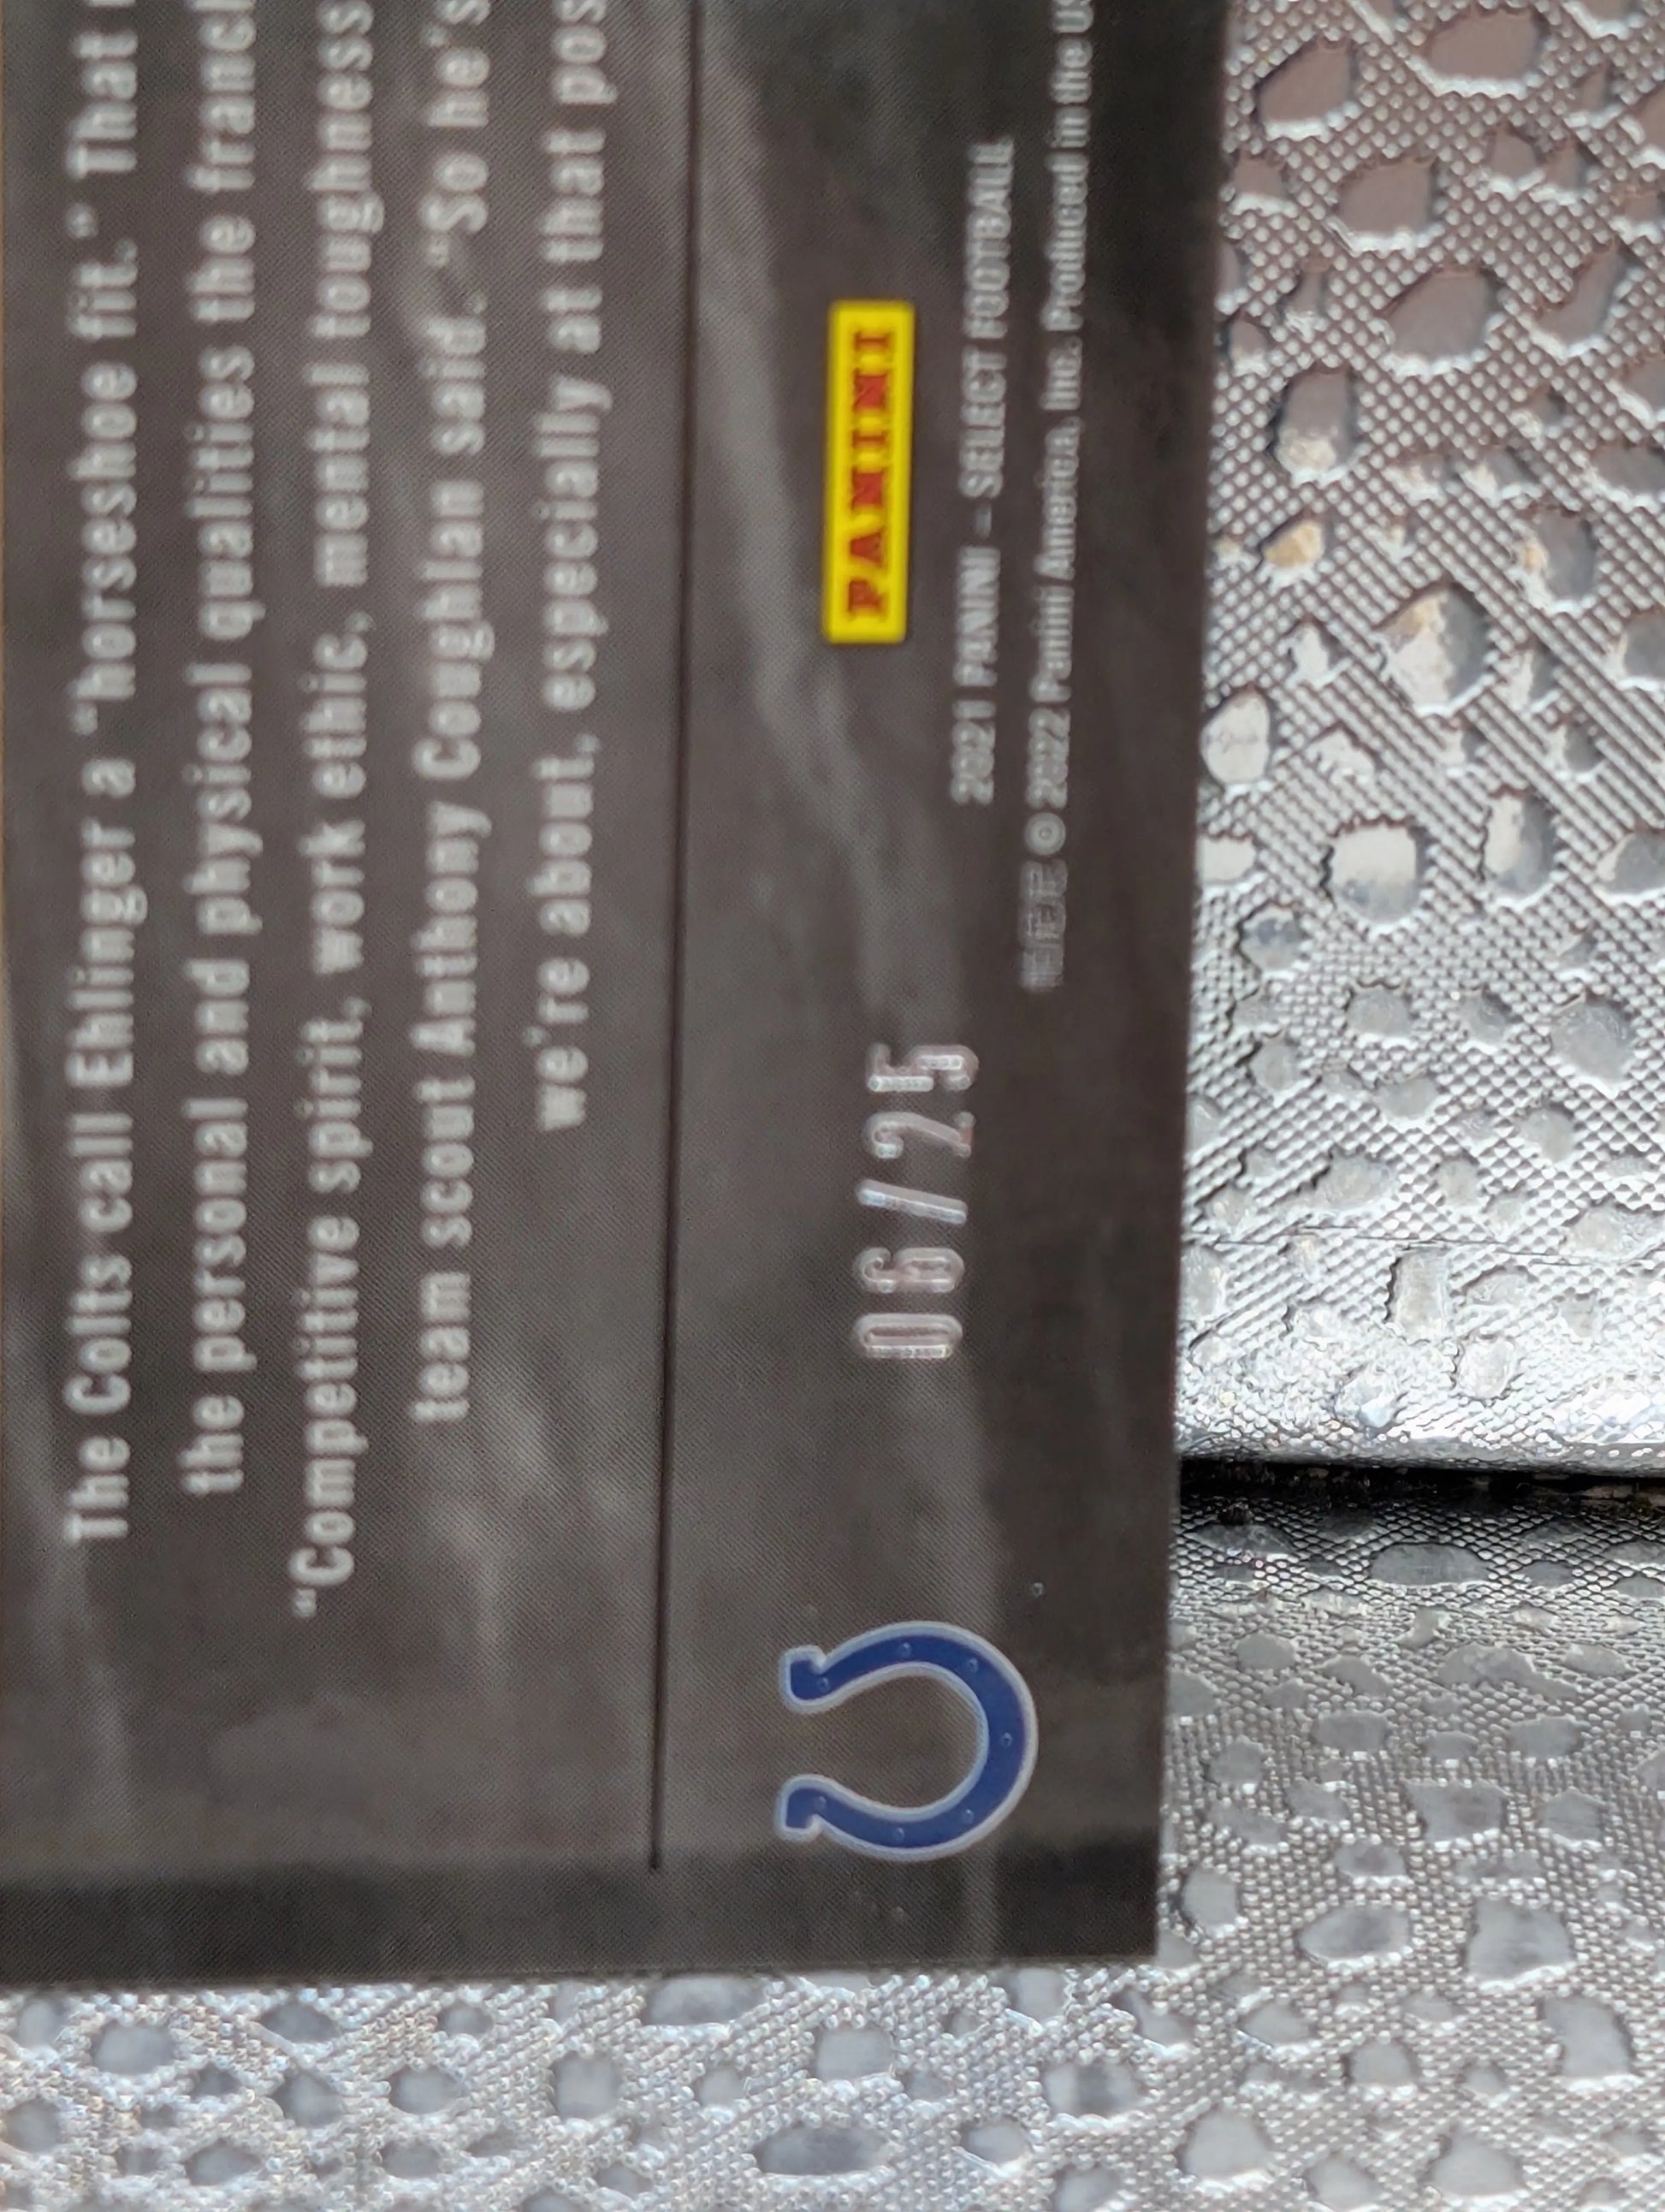 The Colts call Ehlinger a "horseshoe fit." That
the personal and physical qualities the
"Competitive spirit, work ethic, mental toughness
team scout Anthony Coughlan said. "So he's
we're about, especially at that
PANINI
2021 PANINI – SELECT FOOTBALL
© 2022 Panini America, Inc. Produced in the
06/25